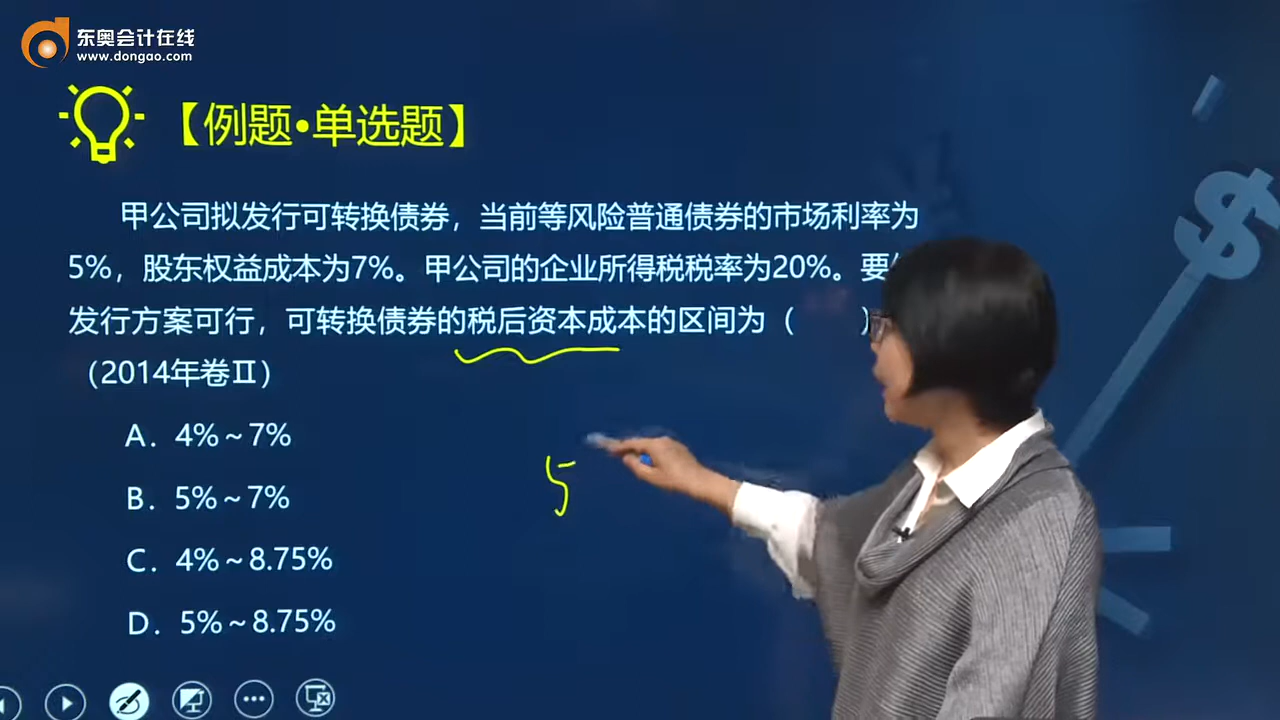 东奥会计在线
www.dongao.com
【例题•单选题】
甲公司拟发行可转换债券，当前等风险普通债券的市场利率为
5%，股东权益成本为7%。甲公司的企业所得税税率为20%。要
发行方案可行，可转换债券的税后资本成本的区间为（　　）
（2014年卷Ⅱ）
A．4%～7%
B．5%～7%
5
C．4%～8.75%
D．5%～8.75%